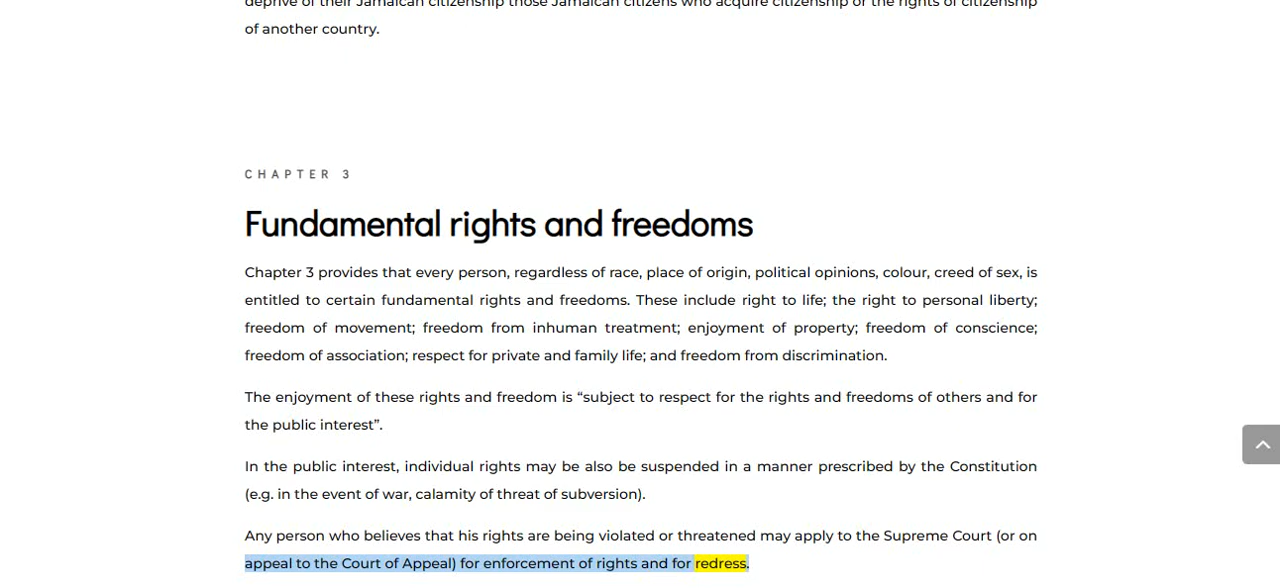 deprive of their Jamaican citizenship those Jamaican citizens who acquire citizenship or the rights of citizenship
of another country.
CHAPTER 3
Fundamental rights and freedoms
Chapter 3 provides that every person, regardless of race, place of origin, political opinions, colour, creed of sex, is
entitled to certain fundamental rights and freedoms. These include right to life; the right to personal liberty;
freedom of movement; freedom from inhuman treatment; enjoyment of property; freedom of conscience;
freedom of association; respect for private and family life; and freedom from discrimination.
The enjoyment of these rights and freedom is “subject to respect for the rights and freedoms of others and for
the public interest”.
In the public interest, individual rights may be also be suspended in a manner prescribed by the Constitution
(e.g. in the event of war, calamity of threat of subversion).
Any person who believes that his rights are being violated or threatened may apply to the Supreme Court (or on
appeal to the Court of Appeal) for enforcement of rights and for redress.